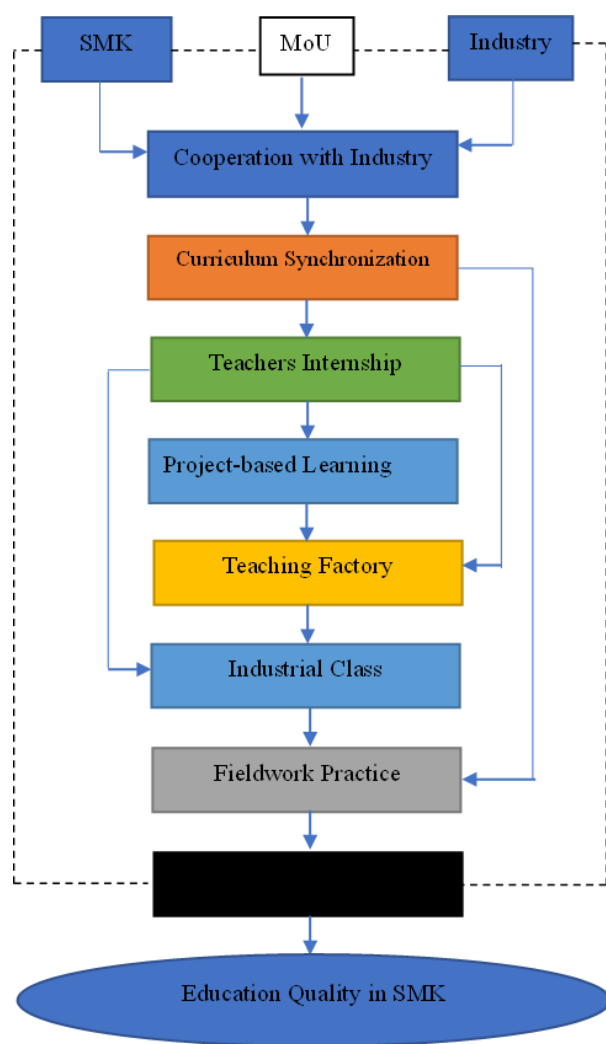 SMK
MoU
Industry
Cooperation with Industry
Curriculum Synchronization
Teachers Internship
Project-based Learning
Teaching Factory
Industrial Class
Fieldwork Practice
Education Quality in SMK